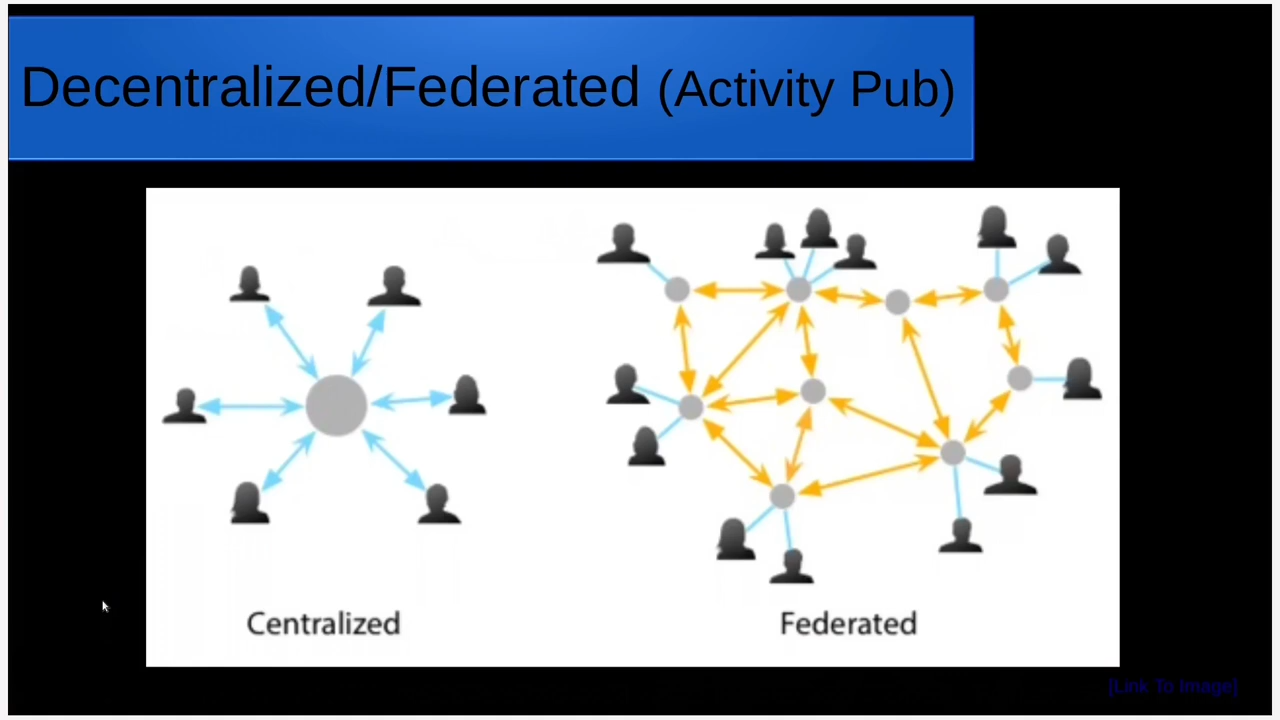 Decentralized/Federated (Activity Pub)
Centralized
Federated
[Link To Image]